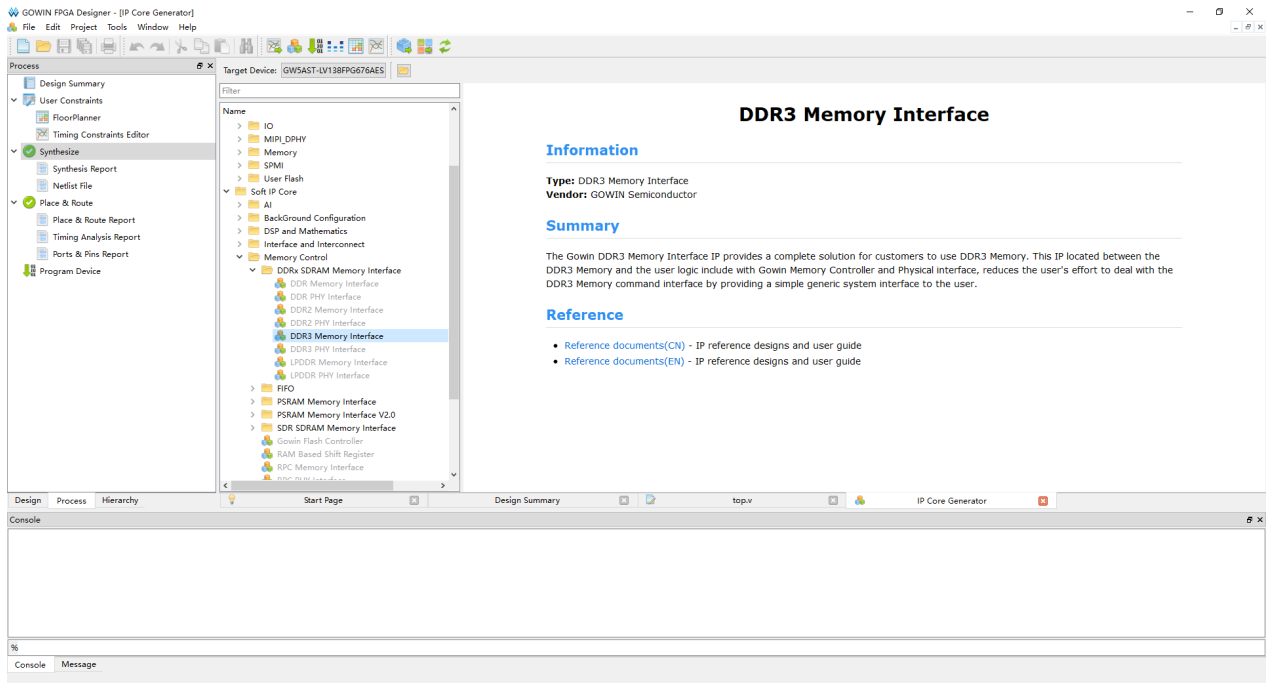 GOWIN FPGA Designer - [IP Core Generator]
File Edit Project Tools Window Help
Process
Design Summary
User Constraints
FloorPlanner
Timing Constraints Editor
Synthesize
Synthesis Report
Netlist File
Place & Route
Place & Route Report
Timing Analysis Report
Ports & Pins Report
Program Device
Design Process Hierarchy
Target Device: GW5AST-LV138FPG676AES
Filter
Name
IO
MIPI_DPHY
Memory
SPMI
User Flash
Soft IP Core
AI
BackGround Configuration
DSP and Mathematics
Interface and Interconnect
Memory Control
DDRx SDRAM Memory Interface
DDR Memory Interface
DDR PHY Interface
DDR2 Memory Interface
DDR2 PHY Interface
DDR3 Memory Interface
DDR3 PHY Interface
LPDDR Memory Interface
LPDDR PHY Interface
FIFO
PSRAM Memory Interface
PSRAM Memory Interface V2.0
SDR SDRAM Memory Interface
Gowin Flash Controller
RAM Based Shift Register
RPC Memory Interface
DDR3 Memory Interface
Information
Type: DDR3 Memory Interface
Vendor: GOWIN Semiconductor
Summary
The Gowin DDR3 Memory Interface IP provides a complete solution for customers to use DDR3 Memory. This IP located between the
DDR3 Memory and the user logic include with Gowin Memory Controller and Physical interface, reduces the user's effort to deal with the
DDR3 Memory command interface by providing a simple generic system interface to the user.
Reference
• Reference documents(CN) - IP reference designs and user guide
• Reference documents(EN) - IP reference designs and user guide
Start Page Design Summary top.v IP Core Generator
Console
%
Console Message